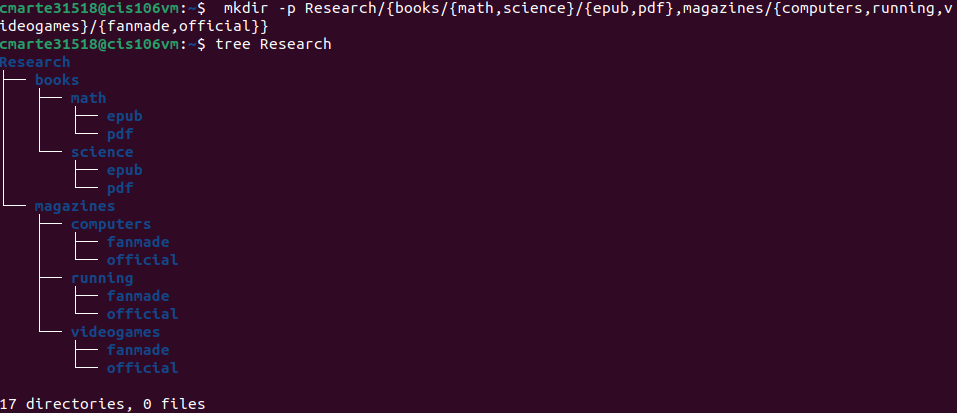 cmarte31518@cis106vm:~$  mkdir -p Research/{books/{math,science}/{epub,pdf},magazines/{computers,running,v
ideogames}/{fanmade,official}}
cmarte31518@cis106vm:~$ tree Research
Research
├── books
│   ├── math
│   │   ├── epub
│   │   └── pdf
│   └── science
│       ├── epub
│       └── pdf
└── magazines
    ├── computers
    │   ├── fanmade
    │   └── official
    ├── running
    │   ├── fanmade
    │   └── official
    └── videogames
        ├── fanmade
        └── official
17 directories, 0 files